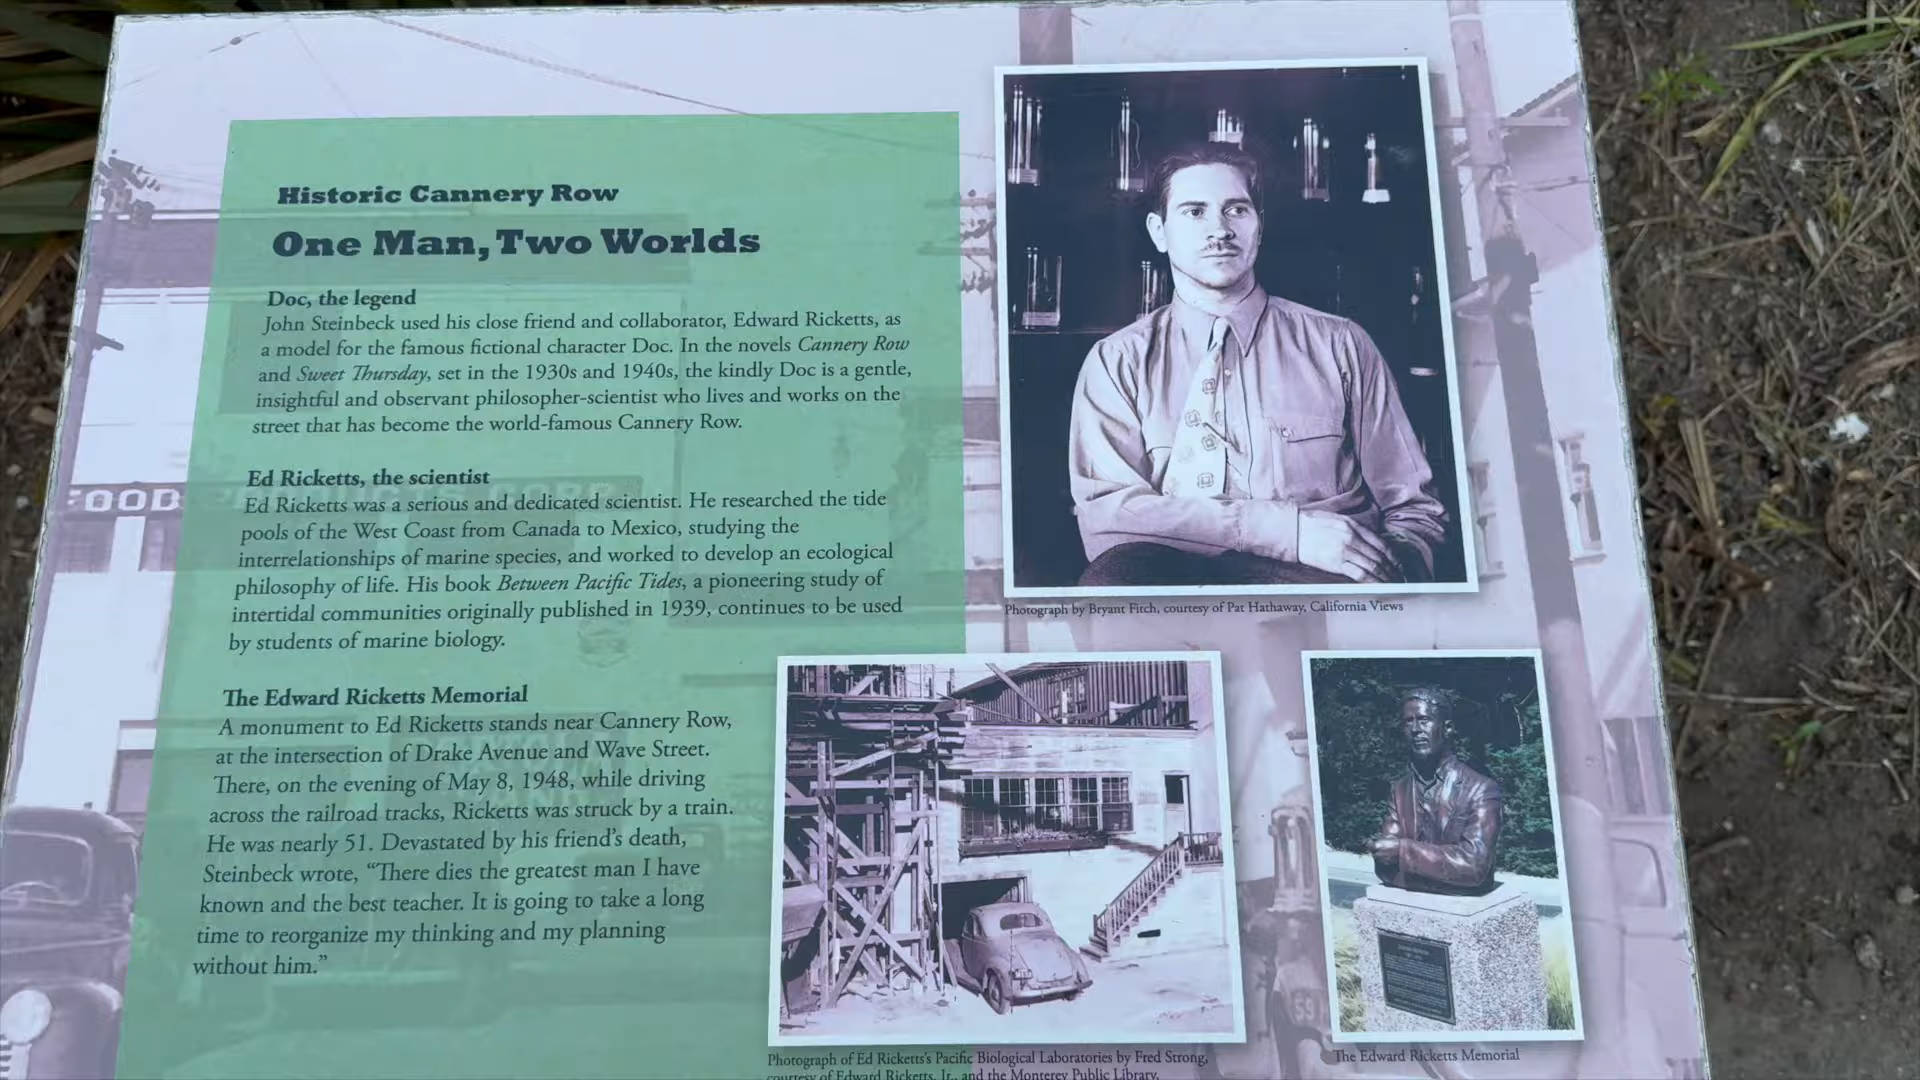 Historic Cannery Row
One Man, Two Worlds
Doc, the legend
John Steinbeck used his close friend and collaborator, Edward Ricketts, as
a model for the famous fictional character Doc. In the novels Cannery Row
and Sweet Thursday, set in the 1930s and 1940s, the kindly Doc is a gentle,
insightful and observant philosopher-scientist who lives and works on the
street that has become the world-famous Cannery Row.
Ed Ricketts, the scientist
Ed Ricketts was a serious and dedicated scientist. He researched the tide
pools of the West Coast from Canada to Mexico, studying the
interrelationships of marine species, and worked to develop an ecological
philosophy of life. His book Between Pacific Tides, a pioneering study of
intertidal communities originally published in 1939, continues to be used
by students of marine biology.
The Edward Ricketts Memorial
A monument to Ed Ricketts stands near Cannery Row,
at the intersection of Drake Avenue and Wave Street.
There, on the evening of May 8, 1948, while driving
across the railroad tracks, Ricketts was struck by a train.
He was nearly 51. Devastated by his friend's death,
Steinbeck wrote, “There dies the greatest man I have
known and the best teacher. It is going to take a long
time to reorganize my thinking and my planning
without him.”
Photograph by Bryant Fitch, courtesy of Pat Hathaway, California Views
Photograph of Ed Ricketts's Pacific Biological Laboratories by Fred Strong,
courtesy of Edward Ricketts, Jr., and the Monterey Public Library.
The Edward Ricketts Memorial
OODS
59